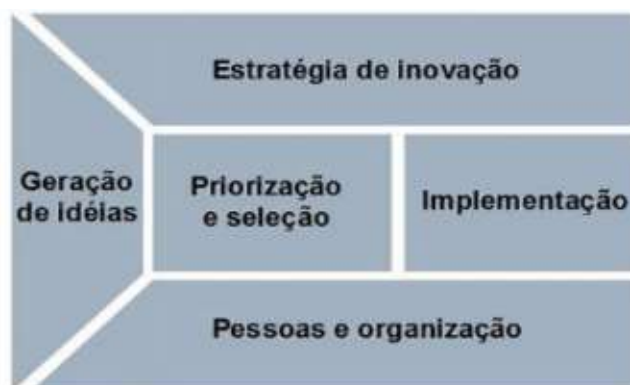 Estratégia de inovação
Geração
de idéias
Priorização
e seleção
Implementação
Pessoas e organização